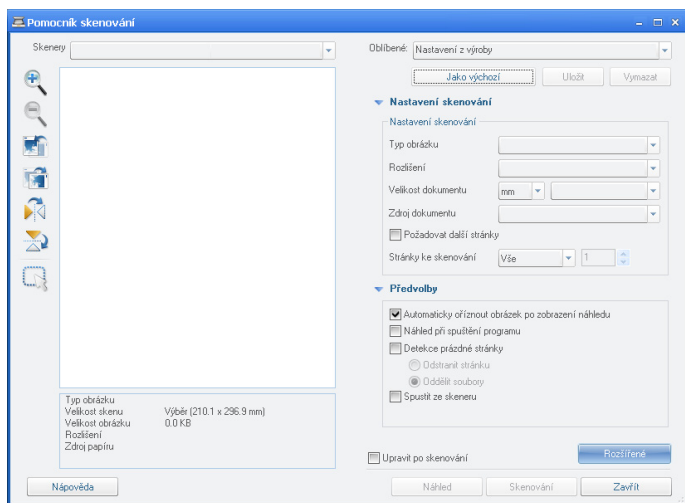 Pomocník skenování
Skenery
Oblíbené: Nastavení z výroby
Jako výchozí Uložit Vymazat
Nastavení skenování
Nastavení skenování
Typ obrázku
Rozlišení
Velikost dokumentu mm
Zdroj dokumentu
Požadovat další stránky
Stránky ke skenování Vše 1
Předvolby
Automaticky oříznout obrázek po zobrazení náhledu
Náhled při spuštění programu
Detekce prázdné stránky
Odstranit stránku
Oddělit soubory
Spustit ze skeneru
Typ obrázku
Velikost skenu Výběr (210.1 x 296.9 mm)
Velikost obrázku 0.0 KB
Rozlišení
Zdroj papíru
Upravit po skenování Rozšířené
Nápověda Náhled Skenování Zavřít